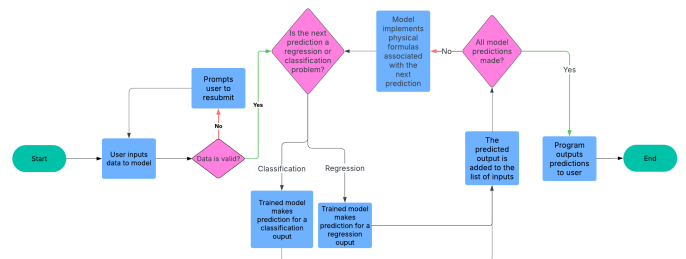 Start
User inputs
data to model
Prompts
user to
resubmit
No
Data is valid?
Yes
Is the next
prediction a
regression or
classification
problem?
Classification
Regression
Trained model
makes
prediction for a
classification
ouput
Trained model
makes
prediction for a
regression
ouput
Model
implements
physical
formulas
associated
with the next
prediction
No
All model
predictions
made?
Yes
The
predicted
output is
added to the
list of inputs
Program
outputs
predictions
to user
End